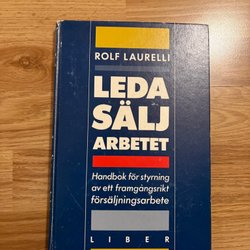 ROLF LAURELLI
LEDA
SÄLJ
ARBETET
Handbok för styrning
av ett framgångsrikt
försäljningsarbete
LIBER